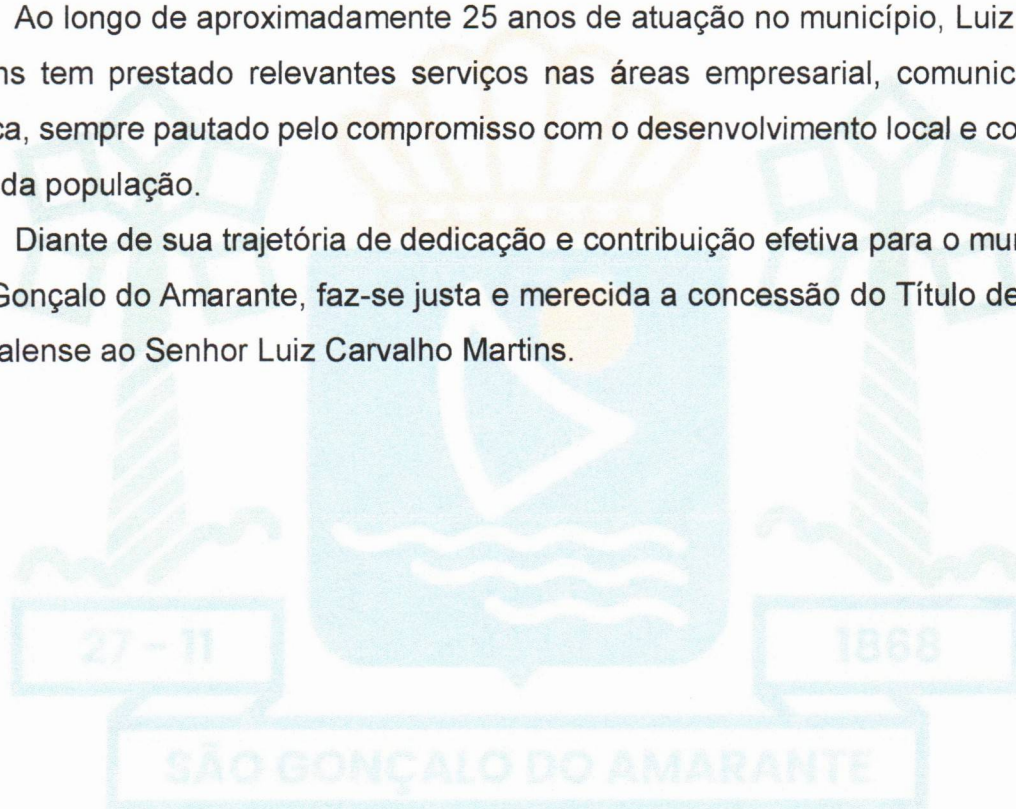 Ao longo de aproximadamente 25 anos de atuação no município, Luiz
ns tem prestado relevantes serviços nas áreas empresarial, comunic
ca, sempre pautado pelo compromisso com o desenvolvimento local e co
da população.
Diante de sua trajetória de dedicação e contribuição efetiva para o mu
Gonçalo do Amarante, faz-se justa e merecida a concessão do Título de
alense ao Senhor Luiz Carvalho Martins.
27 - 11
1868
SÃO GONÇALO DO AMARANTE